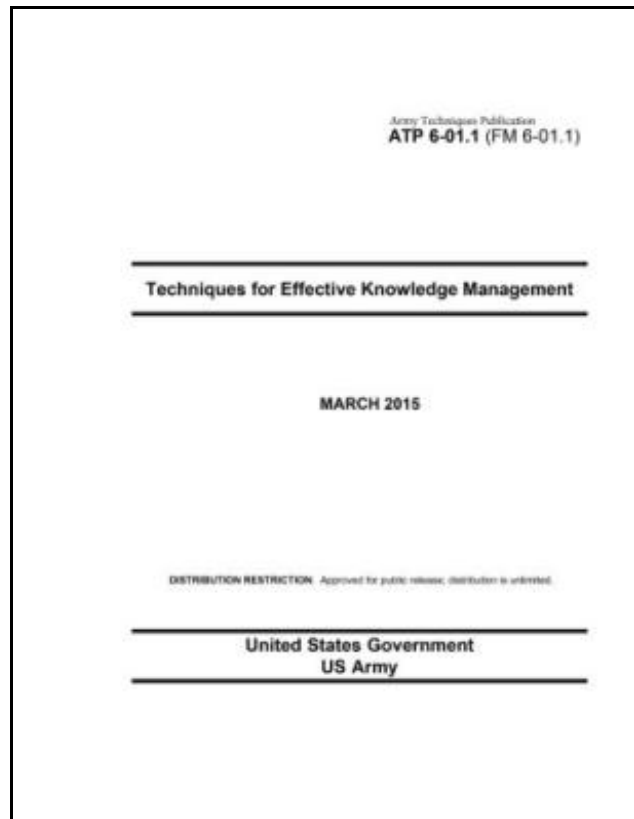 Army Techniques Publication
ATP 6-01.1 (FM 6-01.1)
Techniques for Effective Knowledge Management
MARCH 2015
DISTRIBUTION RESTRICTION Approved for public release; distribution is unlimited.
United States Government
US Army